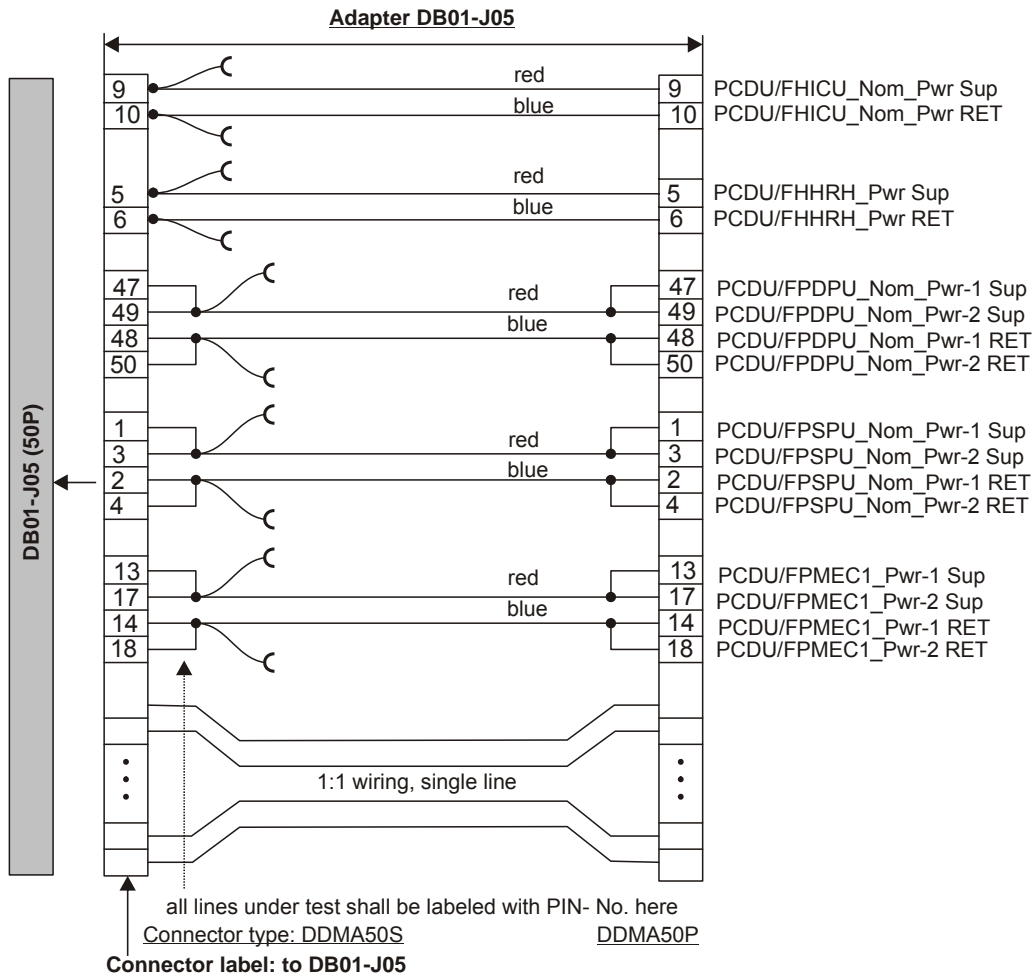 Adapter DB01-J05
DB01-J05 (50P)
9 red 9 PCDU/FHICU_Nom_Pwr Sup
10 blue 10 PCDU/FHICU_Nom_Pwr RET
5 red 5 PCDU/FHHRH_Pwr Sup
6 blue 6 PCDU/FHHRH_Pwr RET
47 red 47 PCDU/FPDPU_Nom_Pwr-1 Sup
49 blue 49 PCDU/FPDPU_Nom_Pwr-2 Sup
48 48 PCDU/FPDPU_Nom_Pwr-1 RET
50 50 PCDU/FPDPU_Nom_Pwr-2 RET
1 red 1 PCDU/FPSPU_Nom_Pwr-1 Sup
3 blue 3 PCDU/FPSPU_Nom_Pwr-2 Sup
2 2 PCDU/FPSPU_Nom_Pwr-1 RET
4 4 PCDU/FPSPU_Nom_Pwr-2 RET
13 red 13 PCDU/FPMEC1_Pwr-1 Sup
17 blue 17 PCDU/FPMEC1_Pwr-2 Sup
14 14 PCDU/FPMEC1_Pwr-1 RET
18 18 PCDU/FPMEC1_Pwr-2 RET
1:1 wiring, single line
all lines under test shall be labeled with PIN- No. here
Connector type: DDMA50S DDMA50P
Connector label: to DB01-J05